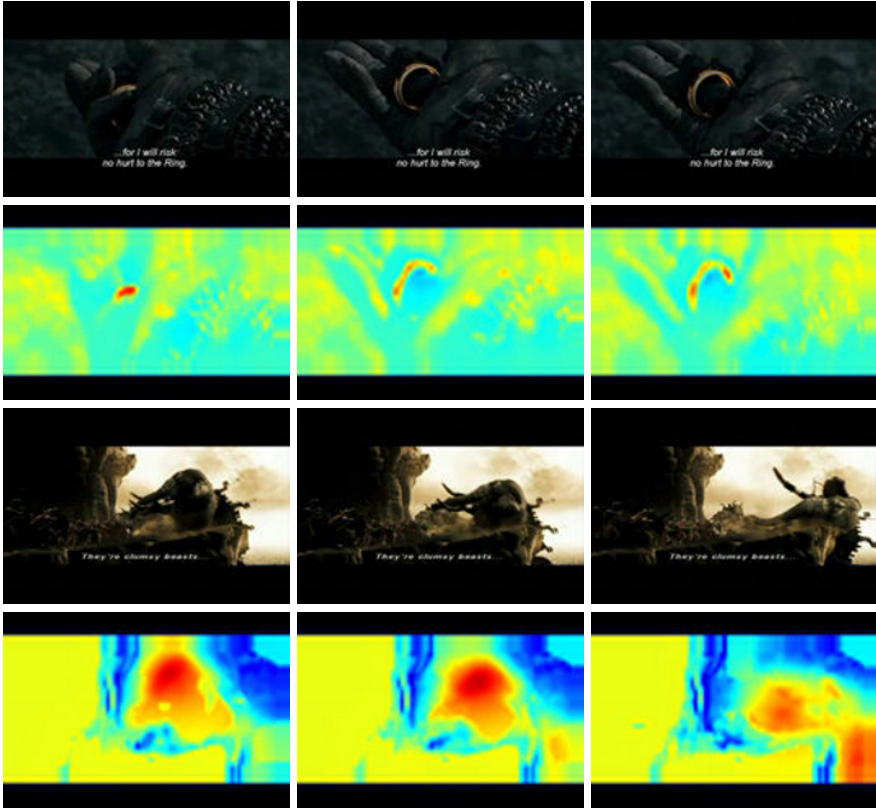 ...for I will risk
no hurt to the Ring.
...for I will risk
no hurt to the Ring.
...for I will risk
no hurt to the Ring.
They're clumsy beasts...
They're clumsy beasts...
They're clumsy beasts...